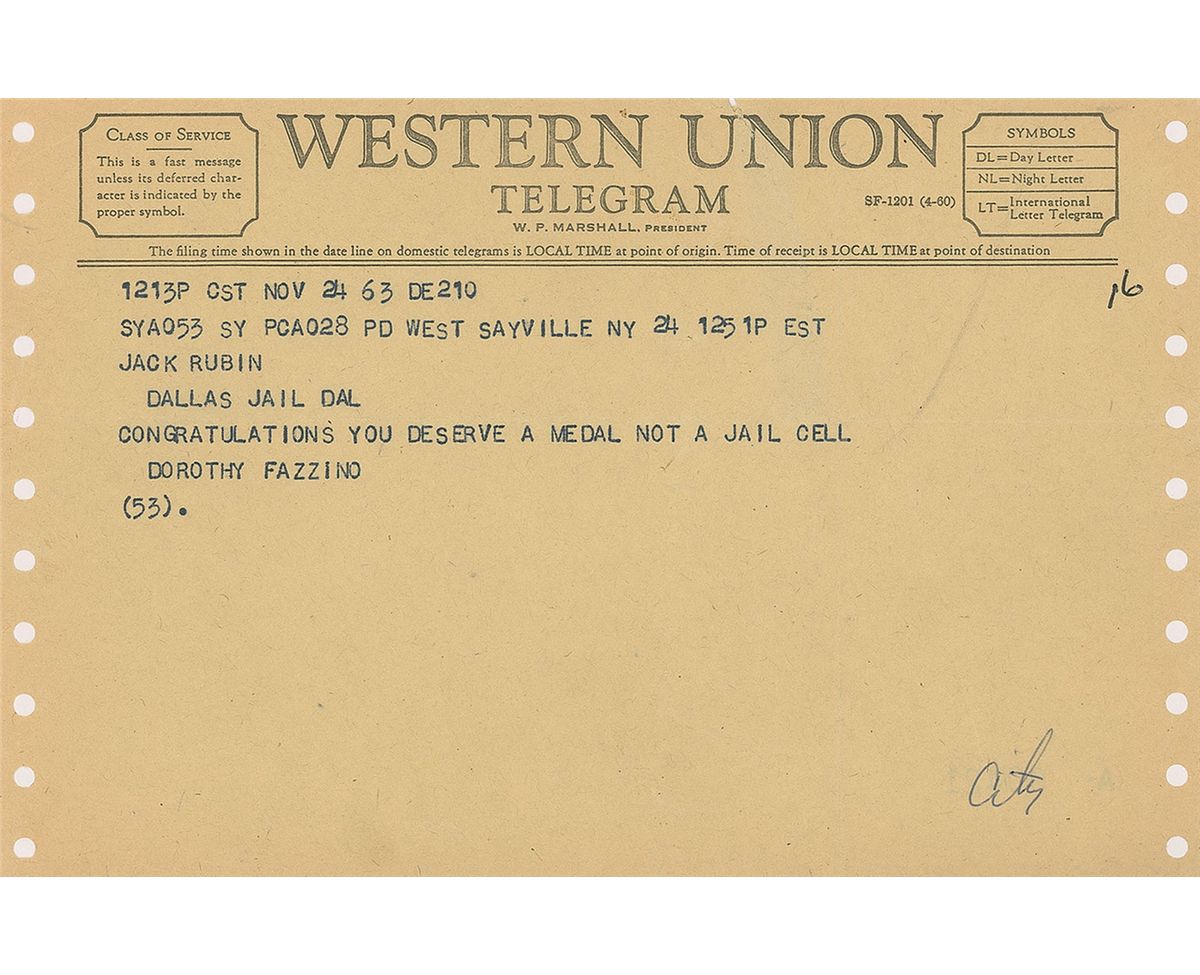 CLASS OF SERVICE
This is a fast message
unless its deferred char-
acter is indicated by the
proper symbol.
WESTERN UNION
TELEGRAM
W. P. MARSHALL, PRESIDENT
SF-1201 (4-60)
SYMBOLS
DL=Day Letter
NL=Night Letter
LT=International
Letter Telegram
The filing time shown in the date line on domestic telegrams is LOCAL TIME at point of origin. Time of receipt is LOCAL TIME at point of destination
1213P CST NOV 24 63 DE210
16
SYA053 SY PCA028 PD WEST SAYVILLE NY 24 1251P EST
JACK RUBIN
DALLAS JAIL DAL
CONGRATULATIONS YOU DESERVE A MEDAL NOT A JAIL CELL
DOROTHY FAZZINO
(53).
city